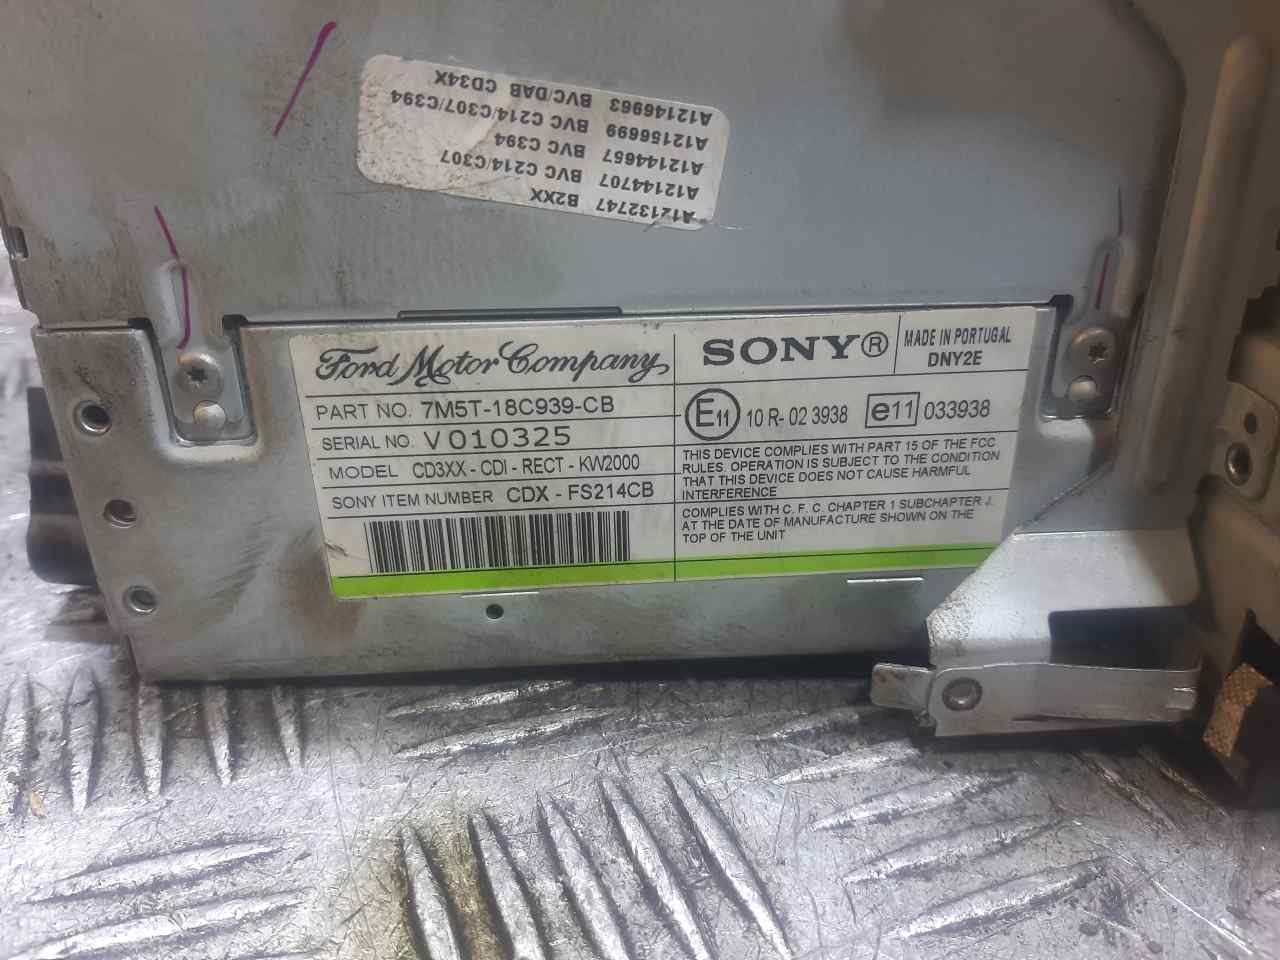 A12132747 B2XX
A12144707 BVC C214/C307
A12144657 BVC C394
A12156699 BVC C214/C307/C394
A12146963 BVC/DAB CD34X
Ford Motor Company
PART NO. 7M5T-18C939-CB
SERIAL NO. V 010325
MODEL CD3XX - CDI - RECT - KW2000
SONY ITEM NUMBER CDX - FS214CB
SONY®
MADE IN PORTUGAL
DNY2E
E11 10 R- 02 3938 e11 033938
THIS DEVICE COMPLIES WITH PART 15 OF THE FCC
RULES. OPERATION IS SUBJECT TO THE CONDITION
THAT THIS DEVICE DOES NOT CAUSE HARMFUL
INTERFERENCE
COMPLIES WITH C. F. C. CHAPTER 1 SUBCHAPTER J.
AT THE DATE OF MANUFACTURE SHOWN ON THE
TOP OF THE UNIT